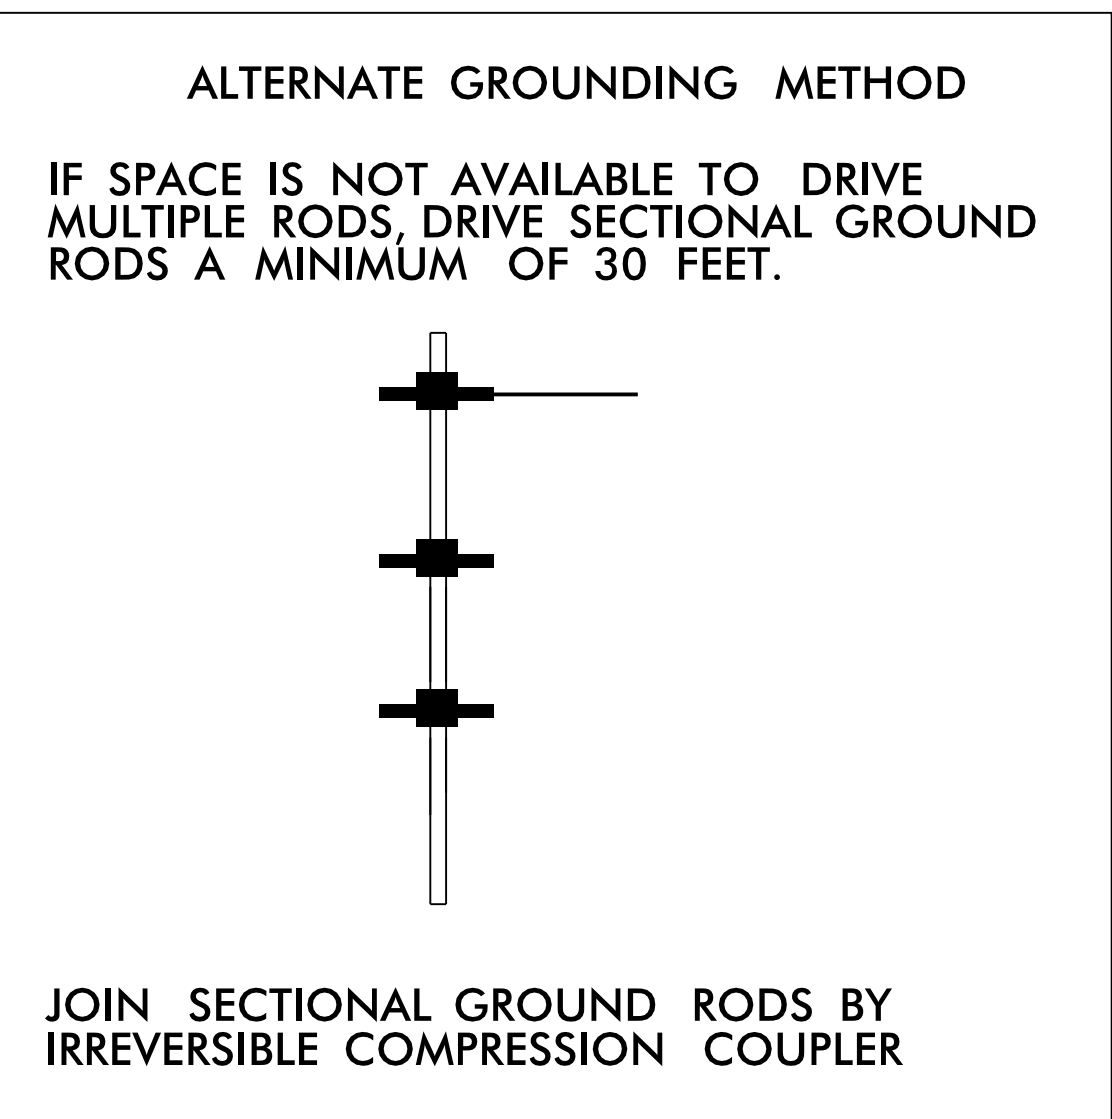 ALTERNATE GROUNDING METHOD
IF SPACE IS NOT AVAILABLE TO DRIVE
MULTIPLE RODS, DRIVE SECTIONAL GROUND
RODS A MINIMUM OF 30 FEET.
JOIN SECTIONAL GROUND RODS BY
IRREVERSIBLE COMPRESSION COUPLER